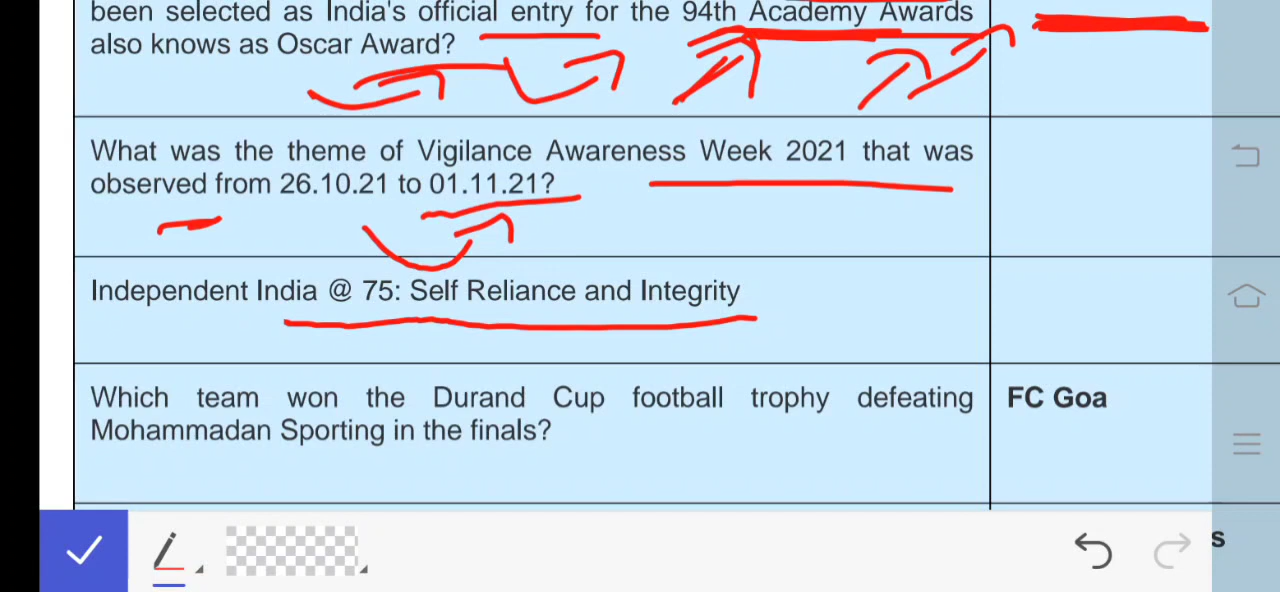 been selected as India's official entry for the 94th Academy Awards
also knows as Oscar Award?
What was the theme of Vigilance Awareness Week 2021 that was
observed from 26.10.21 to 01.11.21?
Independent India @ 75: Self Reliance and Integrity
Which team won the Durand Cup football trophy defeating
Mohammadan Sporting in the finals?
FC Goa
s